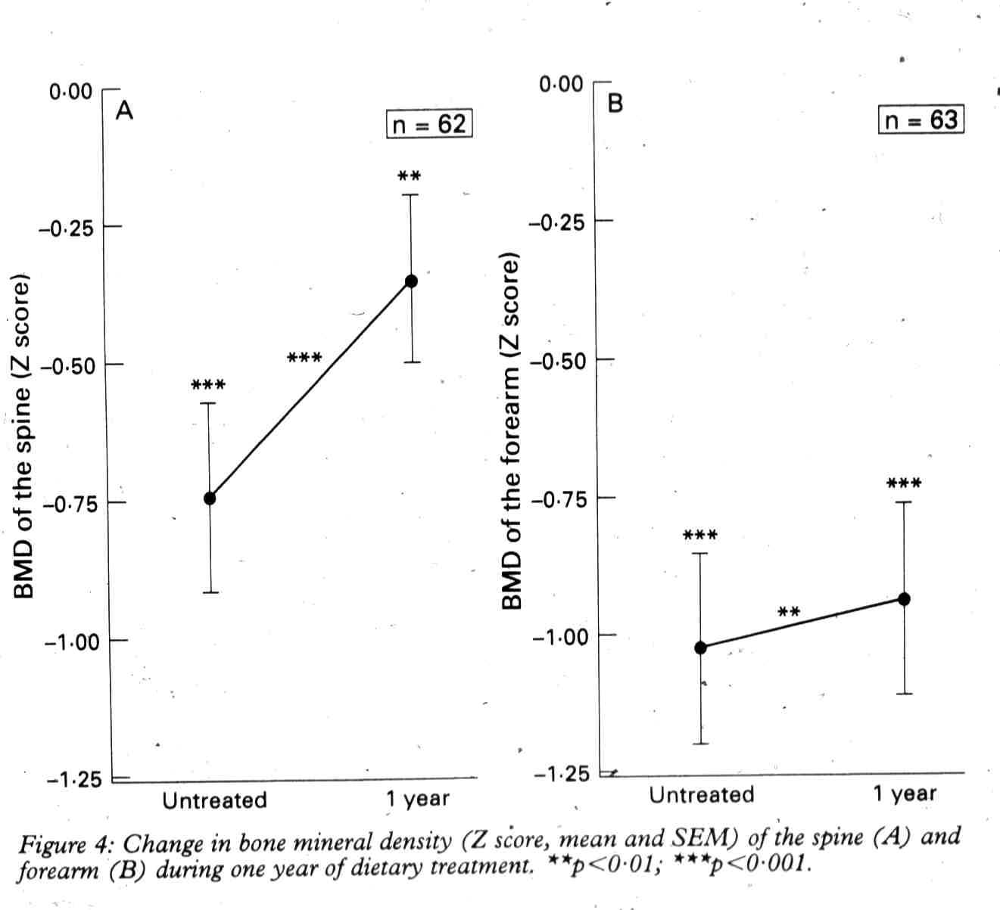 0·00
A
n = 62
**
−0·25
BMD of the spine (Z score)
***
−0·50
***
−0·75
−1·00
−1·25
Untreated 1 year
0·00
B
n = 63
−0·25
BMD of the forearm (Z score)
−0·50
***
−0·75
***
**
−1·00
−1·25
Untreated 1 year
Figure 4: Change in bone mineral density (Z score, mean and SEM) of the spine (A) and
forearm (B) during one year of dietary treatment. **p<0·01; ***p<0·001.